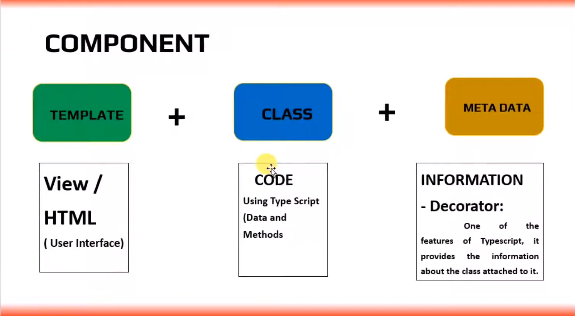 COMPONENT
TEMPLATE
+
CLASS
+
META DATA
View /
HTML
( User Interface)
CODE
Using Type Script
(Data and
Methods
INFORMATION
- Decorator:
One of the
features of Typescript, it
provides the information
about the class attached to it.